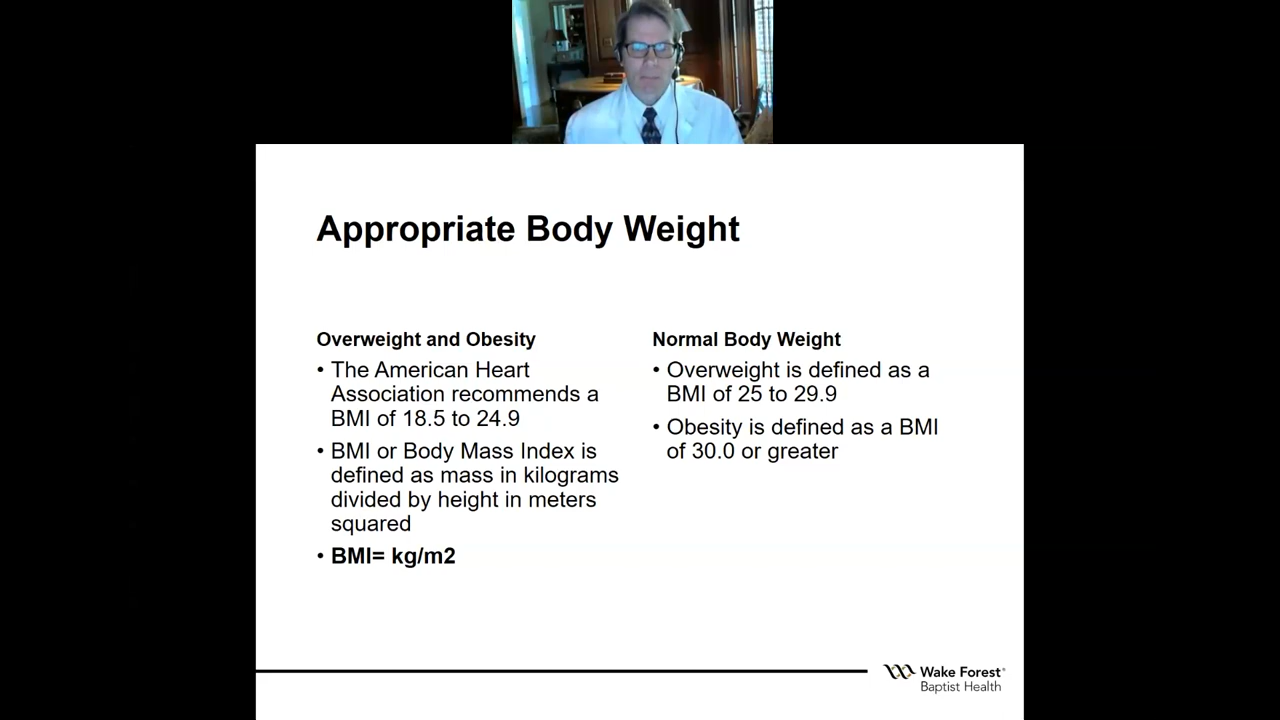 Appropriate Body Weight
Overweight and Obesity
• The American Heart
Association recommends a
BMI of 18.5 to 24.9
• BMI or Body Mass Index is
defined as mass in kilograms
divided by height in meters
squared
• BMI= kg/m2
Normal Body Weight
• Overweight is defined as a
BMI of 25 to 29.9
• Obesity is defined as a BMI
of 30.0 or greater
Wake Forest®
Baptist Health